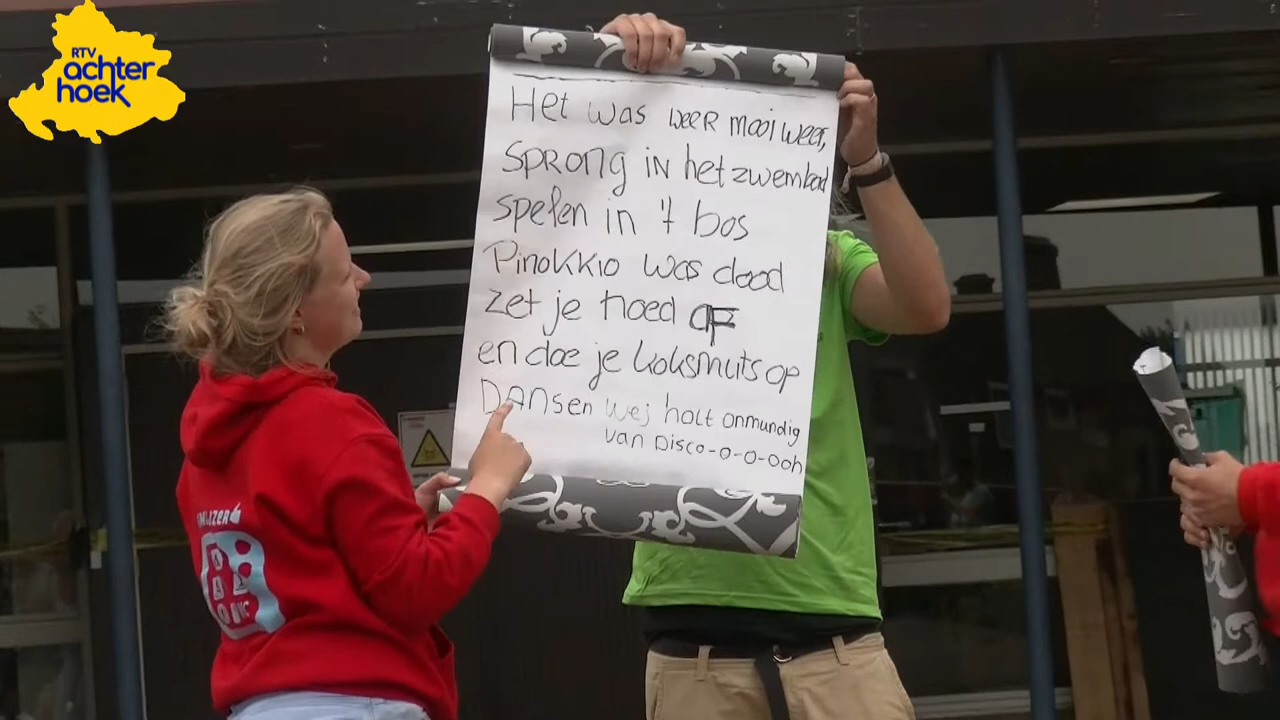 RTV
achter
hoek
Het was weer mooi weer,
sprong in het zwembad
spelen in 't bos
Pinokkio was dood
zet je hoed af
en doe je koksmuts op
Dansen wej holt onmundig
van Disco-o-o-ooh